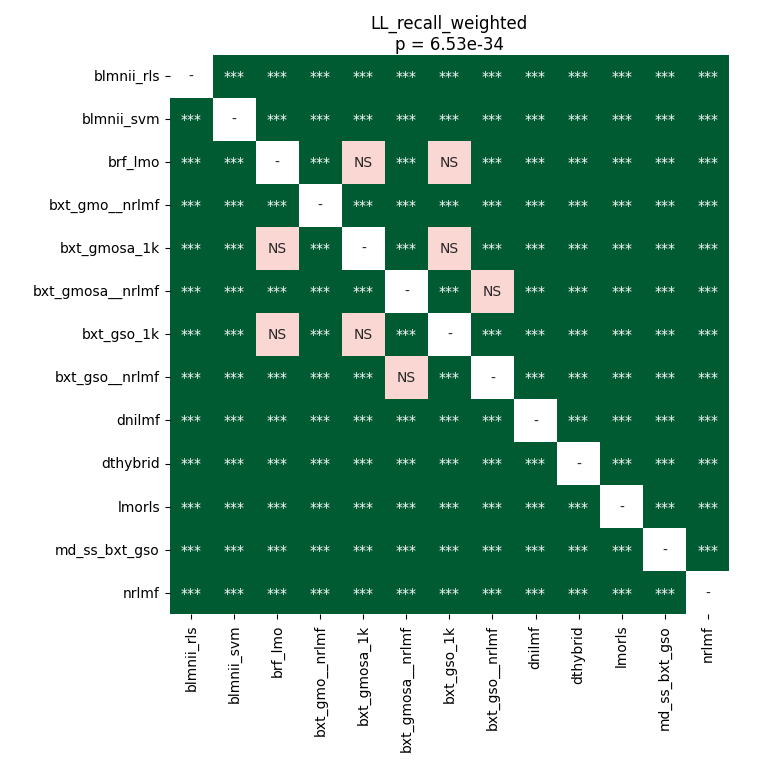 LL_recall_weighted
p = 6.53e-34
blmnii_rls - *** *** *** *** *** *** *** *** *** *** *** ***
blmnii_svm *** - *** *** *** *** *** *** *** *** *** *** ***
brf_lmo *** *** - *** NS *** NS *** *** *** *** *** ***
bxt_gmo__nrlmf *** *** *** - *** *** *** *** *** *** *** *** ***
bxt_gmosa_1k *** *** NS *** - *** NS *** *** *** *** *** ***
bxt_gmosa__nrlmf *** *** *** *** *** - *** NS *** *** *** *** ***
bxt_gso_1k *** *** NS *** NS *** - *** *** *** *** *** ***
bxt_gso__nrlmf *** *** *** *** *** NS *** - *** *** *** *** ***
dnilmf *** *** *** *** *** *** *** *** - *** *** *** ***
dthybrid *** *** *** *** *** *** *** *** *** - *** *** ***
lmorls *** *** *** *** *** *** *** *** *** *** - *** ***
md_ss_bxt_gso *** *** *** *** *** *** *** *** *** *** *** - ***
nrlmf *** *** *** *** *** *** *** *** *** *** *** *** -
blmnii_rls
blmnii_svm
brf_lmo
bxt_gmo__nrlmf
bxt_gmosa_1k
bxt_gmosa__nrlmf
bxt_gso_1k
bxt_gso__nrlmf
dnilmf
dthybrid
lmorls
md_ss_bxt_gso
nrlmf